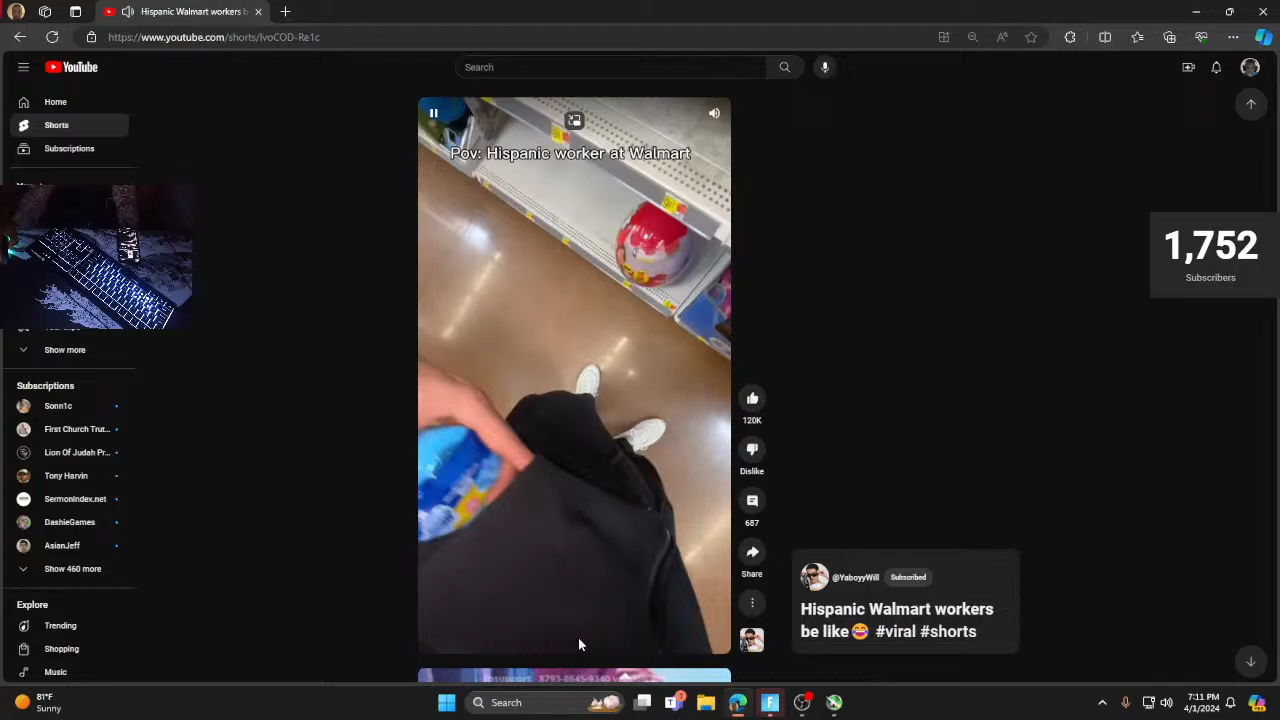 Hispanic Walmart workers b
https://www.youtube.com/shorts/IvoCOD-Re1c
YouTube
Search
Home
Shorts
Subscriptions
Pov: Hispanic worker at Walmart
1,752
Subscribers
Show more
Subscriptions
Sonn1c
First Church Trut...
Lion Of Judah Pr...
Tony Harvin
SermonIndex.net
DashieGames
AsianJeff
Show 460 more
Explore
Trending
Shopping
Music
120K
Dislike
687
Share
@YaboyyWill
Subscribed
Hispanic Walmart workers
be like😂 #viral #shorts
81°F
Sunny
Search
7:11 PM
4/3/2024